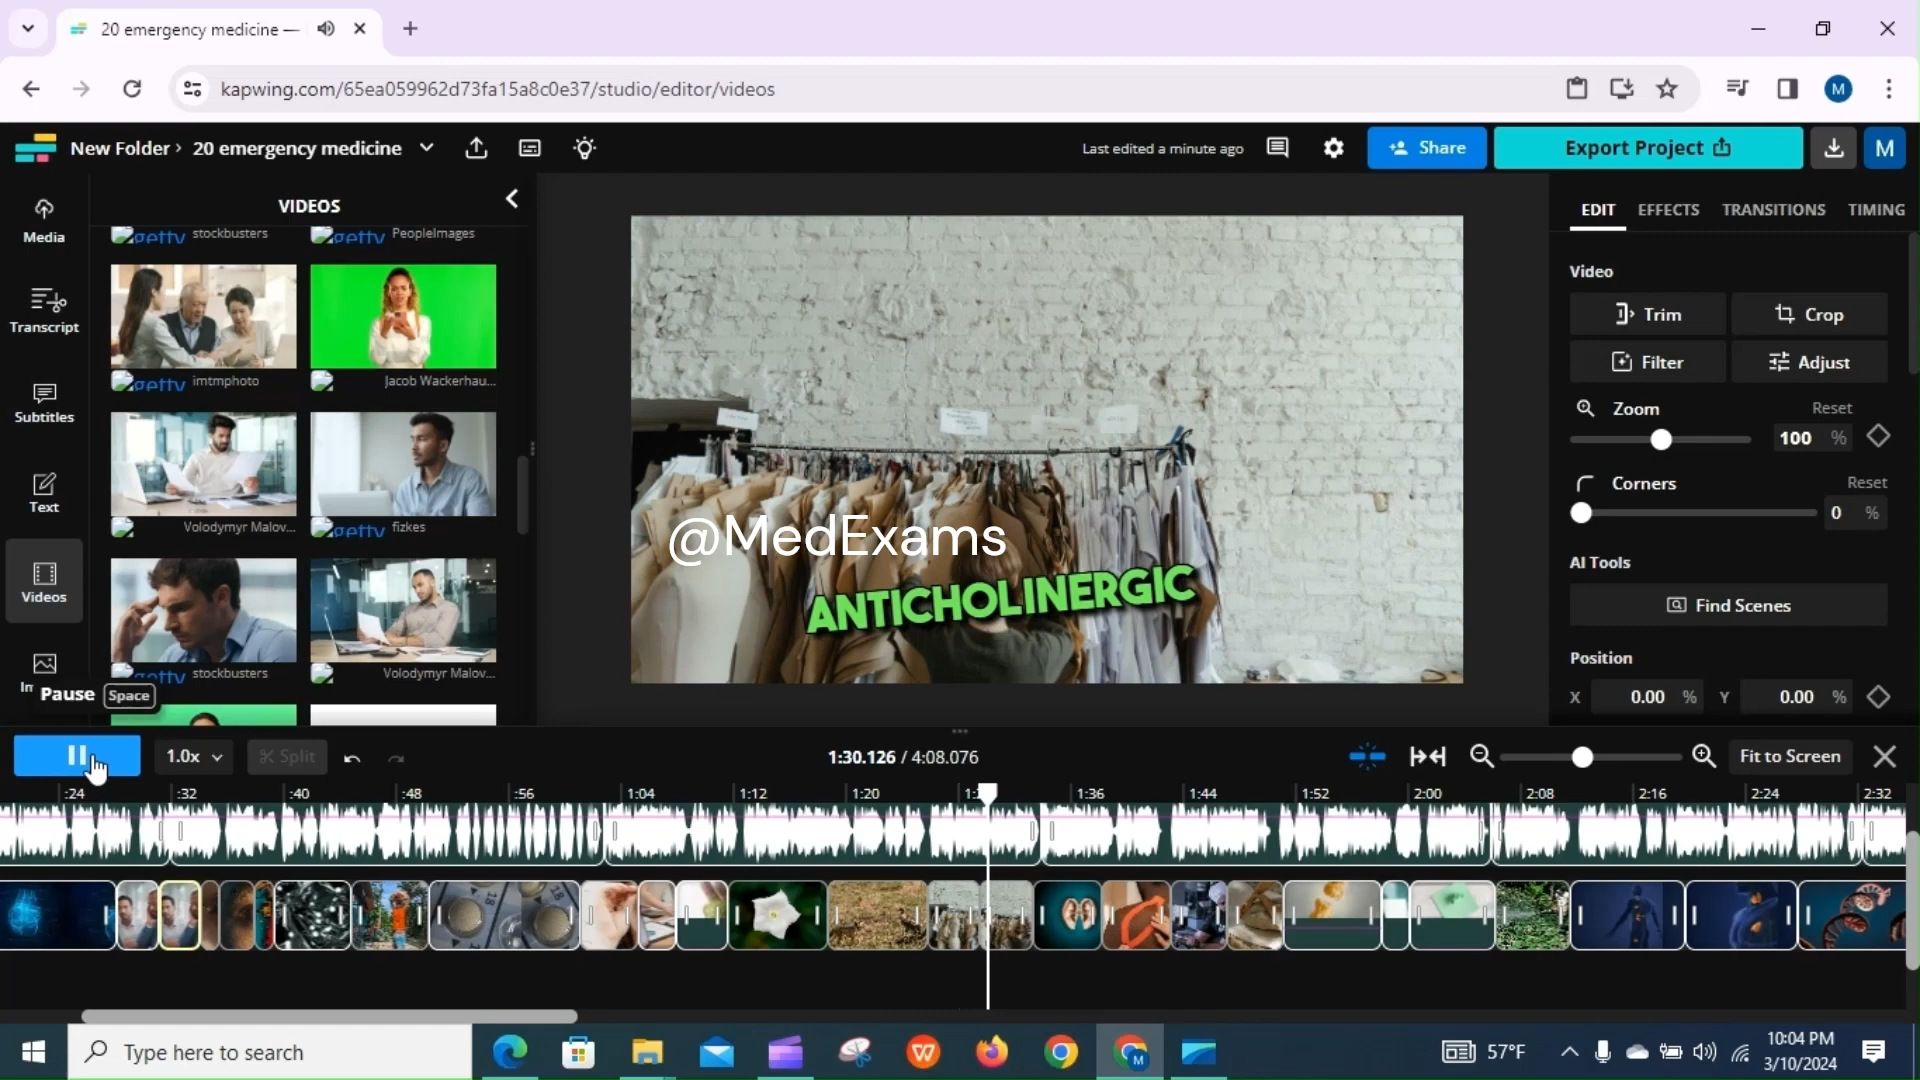 20 emergency medicine —
kapwing.com/65ea059962d73fa15a8c0e37/studio/editor/videos
New Folder › 20 emergency medicine
Last edited a minute ago
Share
Export Project
M
Media
Transcript
Subtitles
Text
Videos
VIDEOS
getty stockbusters
getty PeopleImages
getty imtmphoto
Jacob Wackerhau...
Volodymyr Malov...
getty fizkes
getty stockbusters
Volodymyr Malov...
Pause Space
@MedExams
ANTICHOLINERGIC
EDIT EFFECTS TRANSITIONS TIMING
Video
Trim Crop
Filter Adjust
Zoom Reset
100 %
Corners Reset
0 %
AI Tools
Find Scenes
Position
X 0.00 % Y 0.00 %
1.0x Split
1:30.126 / 4:08.076
Fit to Screen
:24 :32 :40 :48 :56 1:04 1:12 1:20 1:36 1:44 1:52 2:00 2:08 2:16 2:24 2:32
Type here to search
57°F
10:04 PM
3/10/2024